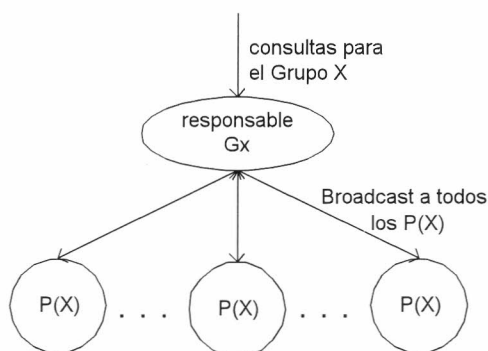 consultas para
el Grupo X
responsable
Gx
Broadcast a todos
los P(X)
P(X) . . . P(X) . . . P(X)